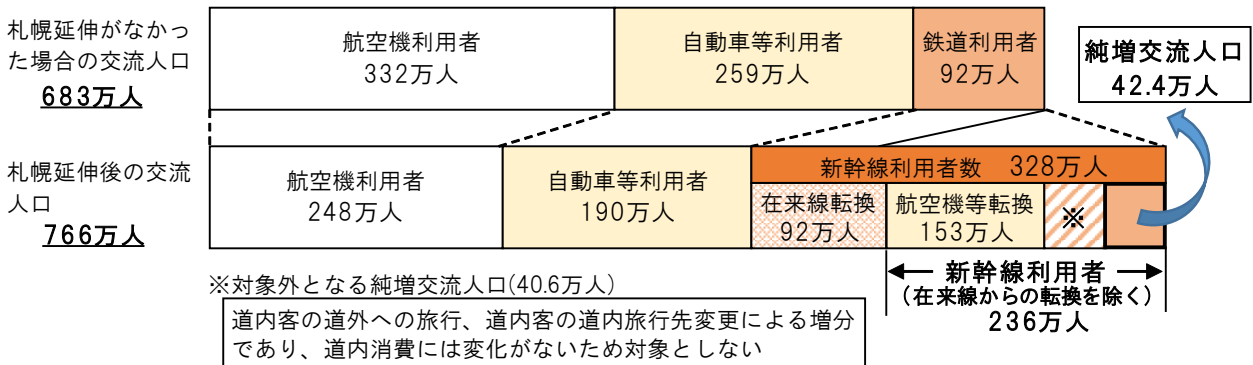 札幌延伸がなかっ
た場合の交流人口
683万人
航空機利用者
332万人
自動車等利用者
259万人
鉄道利用者
92万人
純増交流人口
42.4万人
札幌延伸後の交流
人口
766万人
航空機利用者
248万人
自動車等利用者
190万人
新幹線利用者数 328万人
在来線転換
92万人
航空機等転換
153万人
※
新幹線利用者
(在来線からの転換を除く)
236万人
※対象外となる純増交流人口(40.6万人)
道内客の道外への旅行、道内客の道内旅行先変更による増分
であり、道内消費には変化がないため対象としない